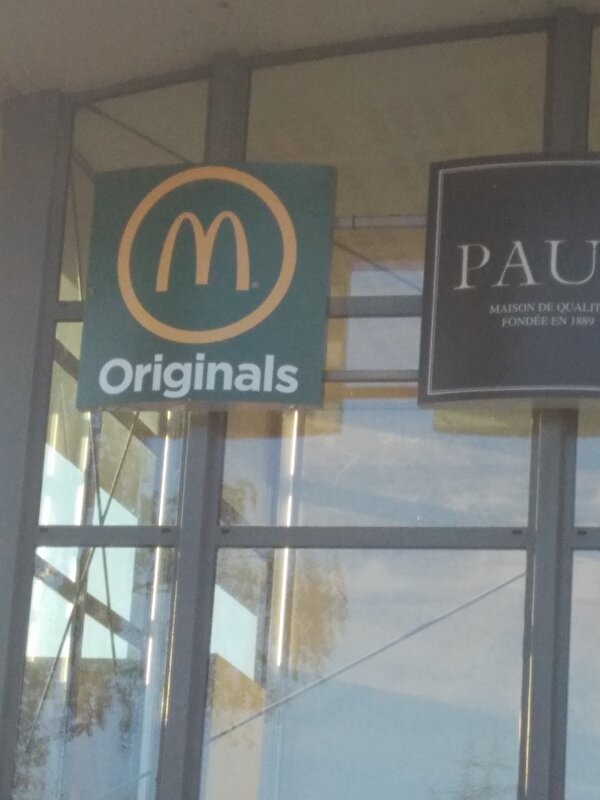 M
Originals
PAU
MAISON DE QUALIT
FONDÉE EN 1889